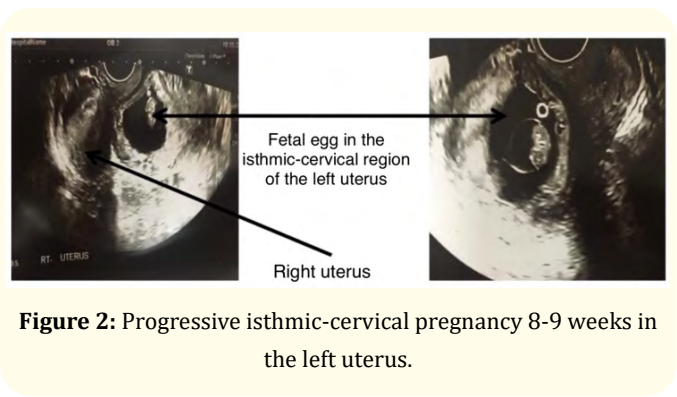 HospitalName
RT- UTERUS
Fetal egg in the
isthmic-cervical region
of the left uterus
Right uterus
Figure 2: Progressive isthmic-cervical pregnancy 8-9 weeks in
the left uterus.